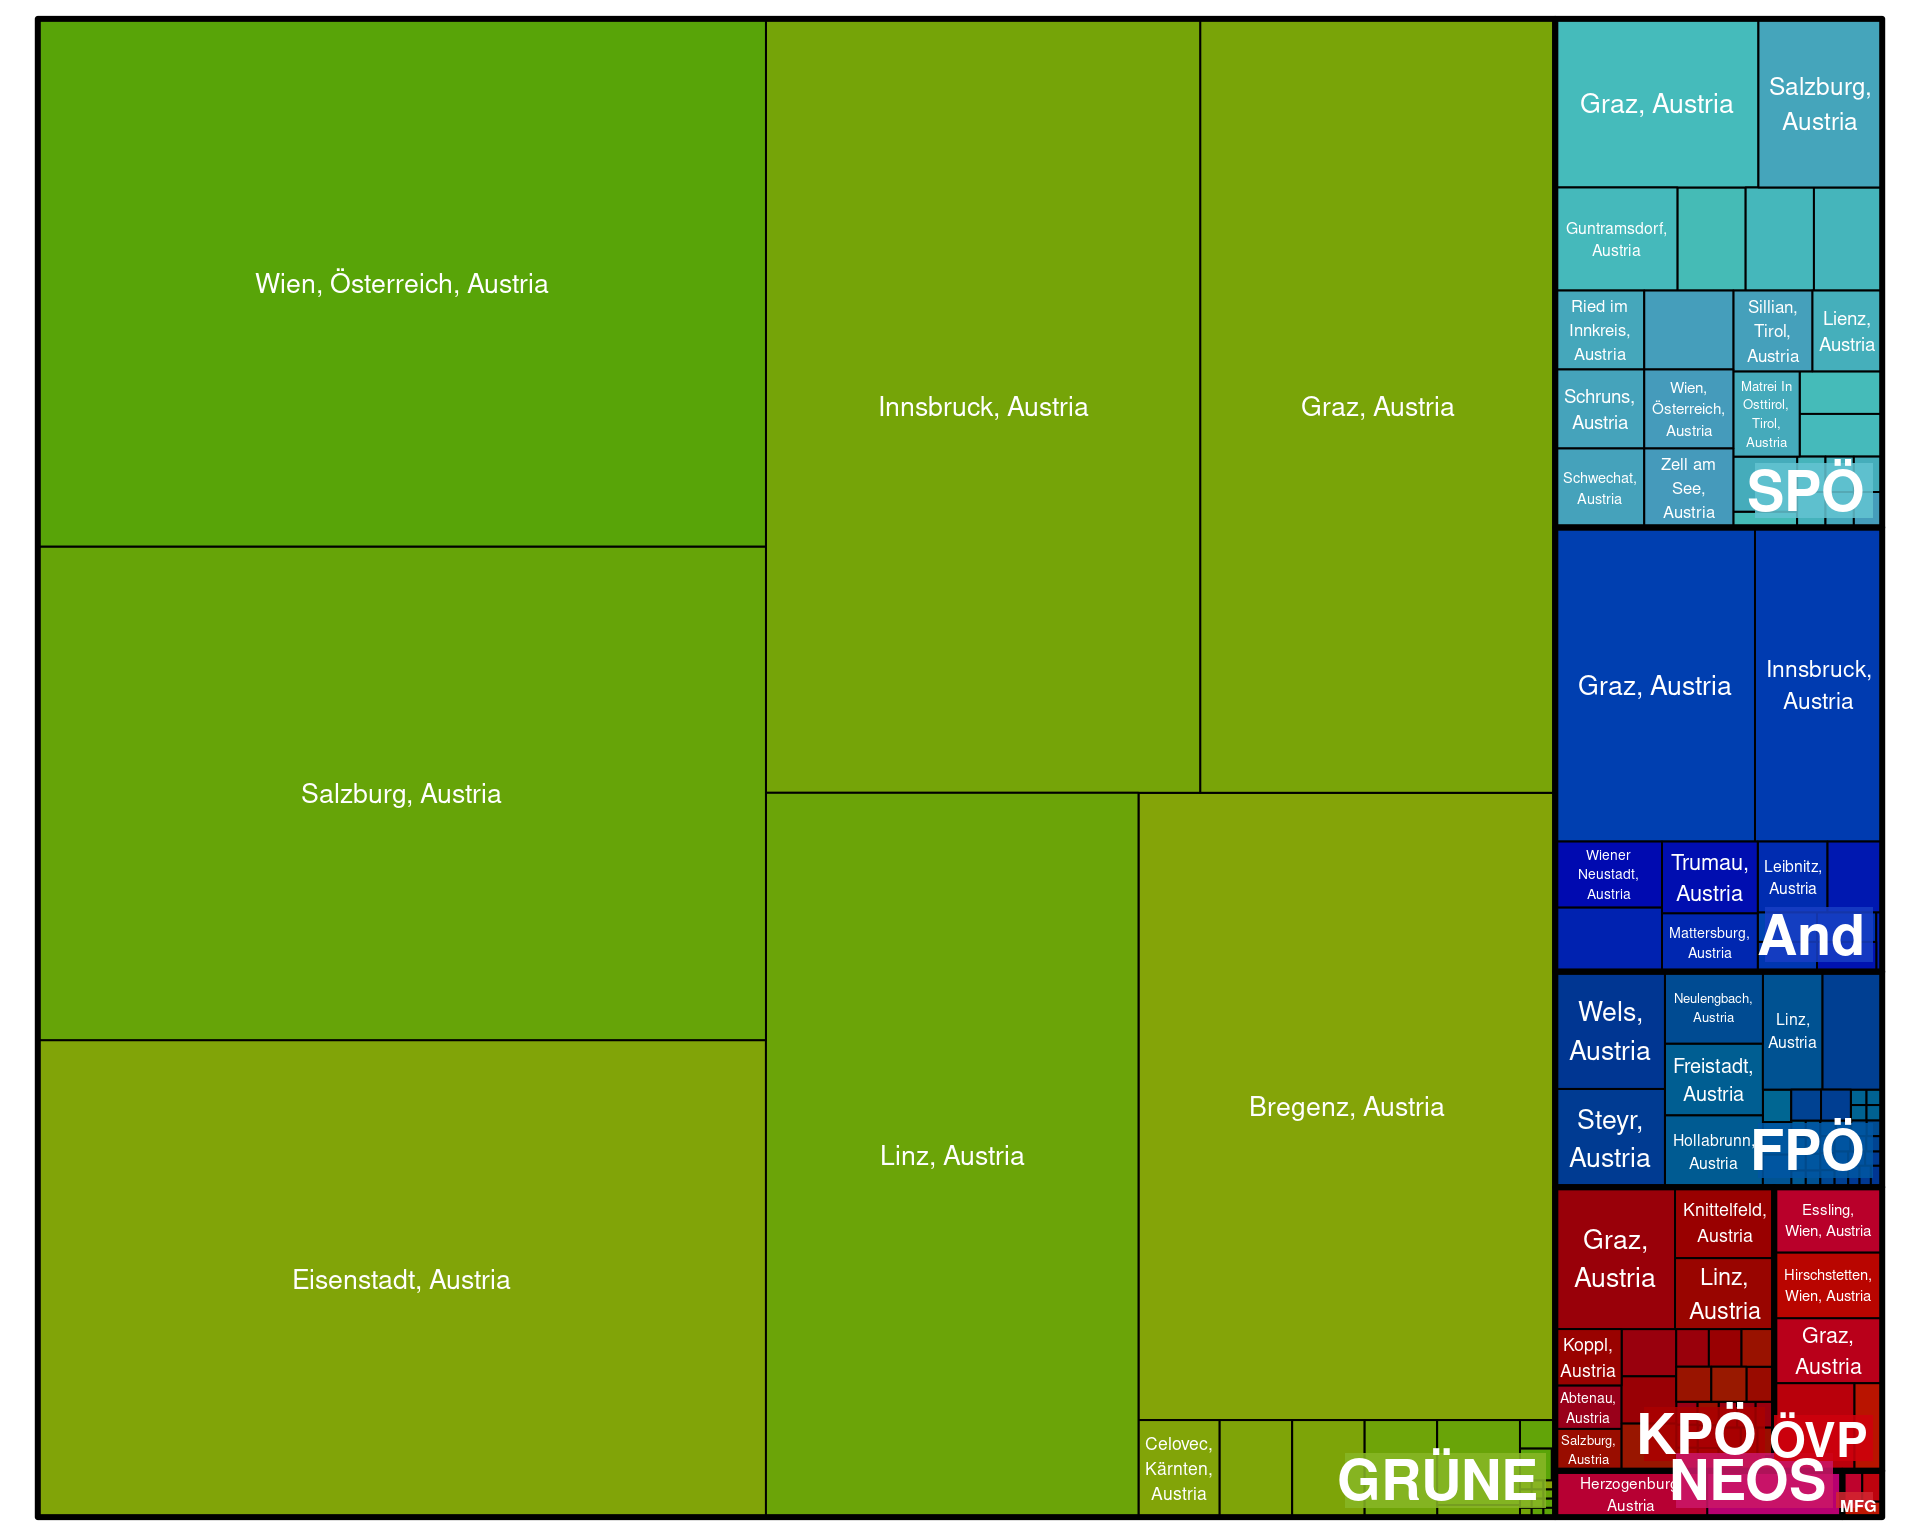 Wien, Österreich, Austria
Salzburg, Austria
Eisenstadt, Austria
Innsbruck, Austria
Graz, Austria
Linz, Austria
Bregenz, Austria
Celovec,
Kärnten,
Austria
GRÜNE
Graz, Austria
Salzburg,
Austria
Guntramsdorf,
Austria
Ried im
Innkreis,
Austria
Sillian,
Tirol,
Austria
Lienz,
Austria
Schruns,
Austria
Wien,
Österreich,
Austria
Matrei In
Osttirol,
Tirol,
Austria
Schwechat,
Austria
Zell am
See,
Austria
SPÖ
Graz, Austria
Innsbruck,
Austria
Wiener
Neustadt,
Austria
Trumau,
Austria
Leibnitz,
Austria
Mattersburg,
Austria
And
Wels,
Austria
Neulengbach,
Austria
Linz,
Austria
Freistadt,
Austria
Steyr,
Austria
Hollabrunn,
Austria
FPÖ
Graz,
Austria
Knittelfeld,
Austria
Linz,
Austria
Koppl,
Austria
Abtenau,
Austria
Salzburg,
Austria
KPÖ
Essling,
Wien, Austria
Hirschstetten,
Wien, Austria
Graz,
Austria
ÖVP
Herzogenburg
Austria
NEOS
MFG